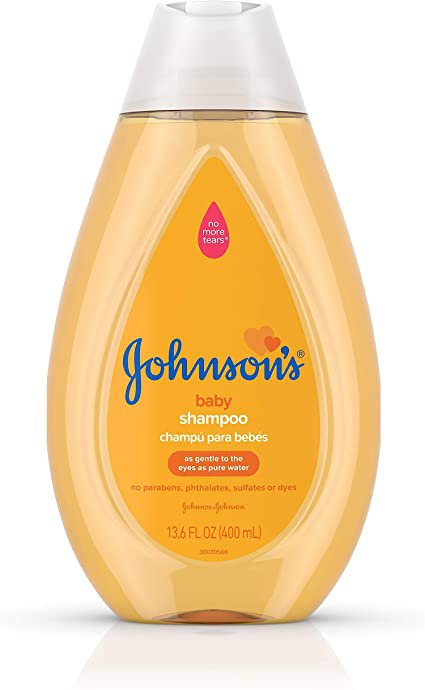 no
more
tears®
Johnson's®
baby
shampoo
champú para bebés
as gentle to the
eyes as pure water
no parabens, phthalates, sulfates or dyes
Johnson & Johnson
13.6 FL OZ (400 mL)
30039566